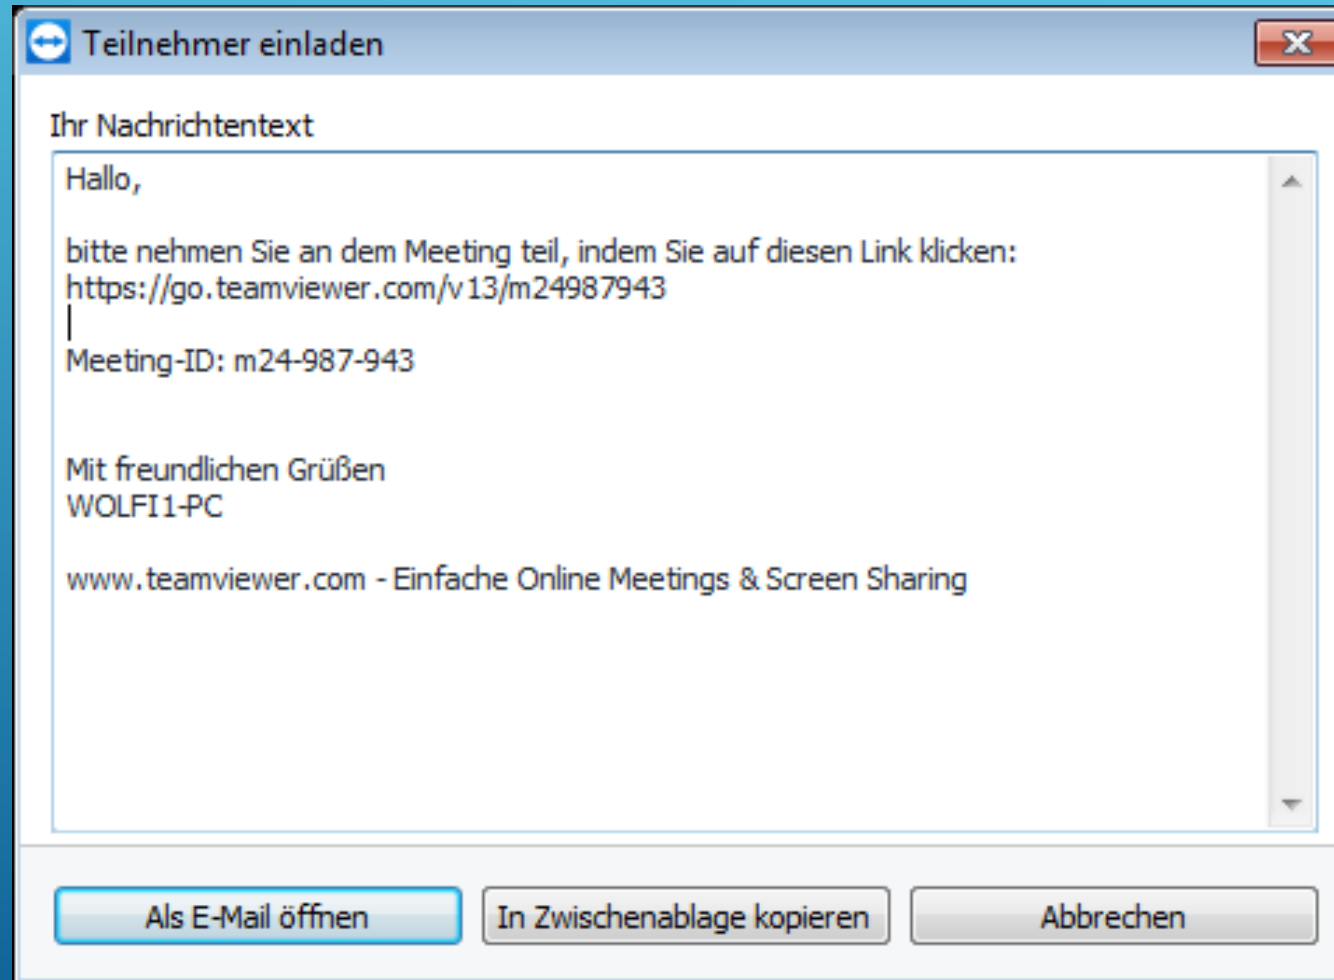 Teilnehmer einladen
Ihr Nachrichtentext
Hallo,
bitte nehmen Sie an dem Meeting teil, indem Sie auf diesen Link klicken:
https://go.teamviewer.com/v13/m24987943
Meeting-ID: m24-987-943
Mit freundlichen Grüßen
WOLFI1-PC
www.teamviewer.com - Einfache Online Meetings & Screen Sharing
Als E-Mail öffnen
In Zwischenablage kopieren
Abbrechen